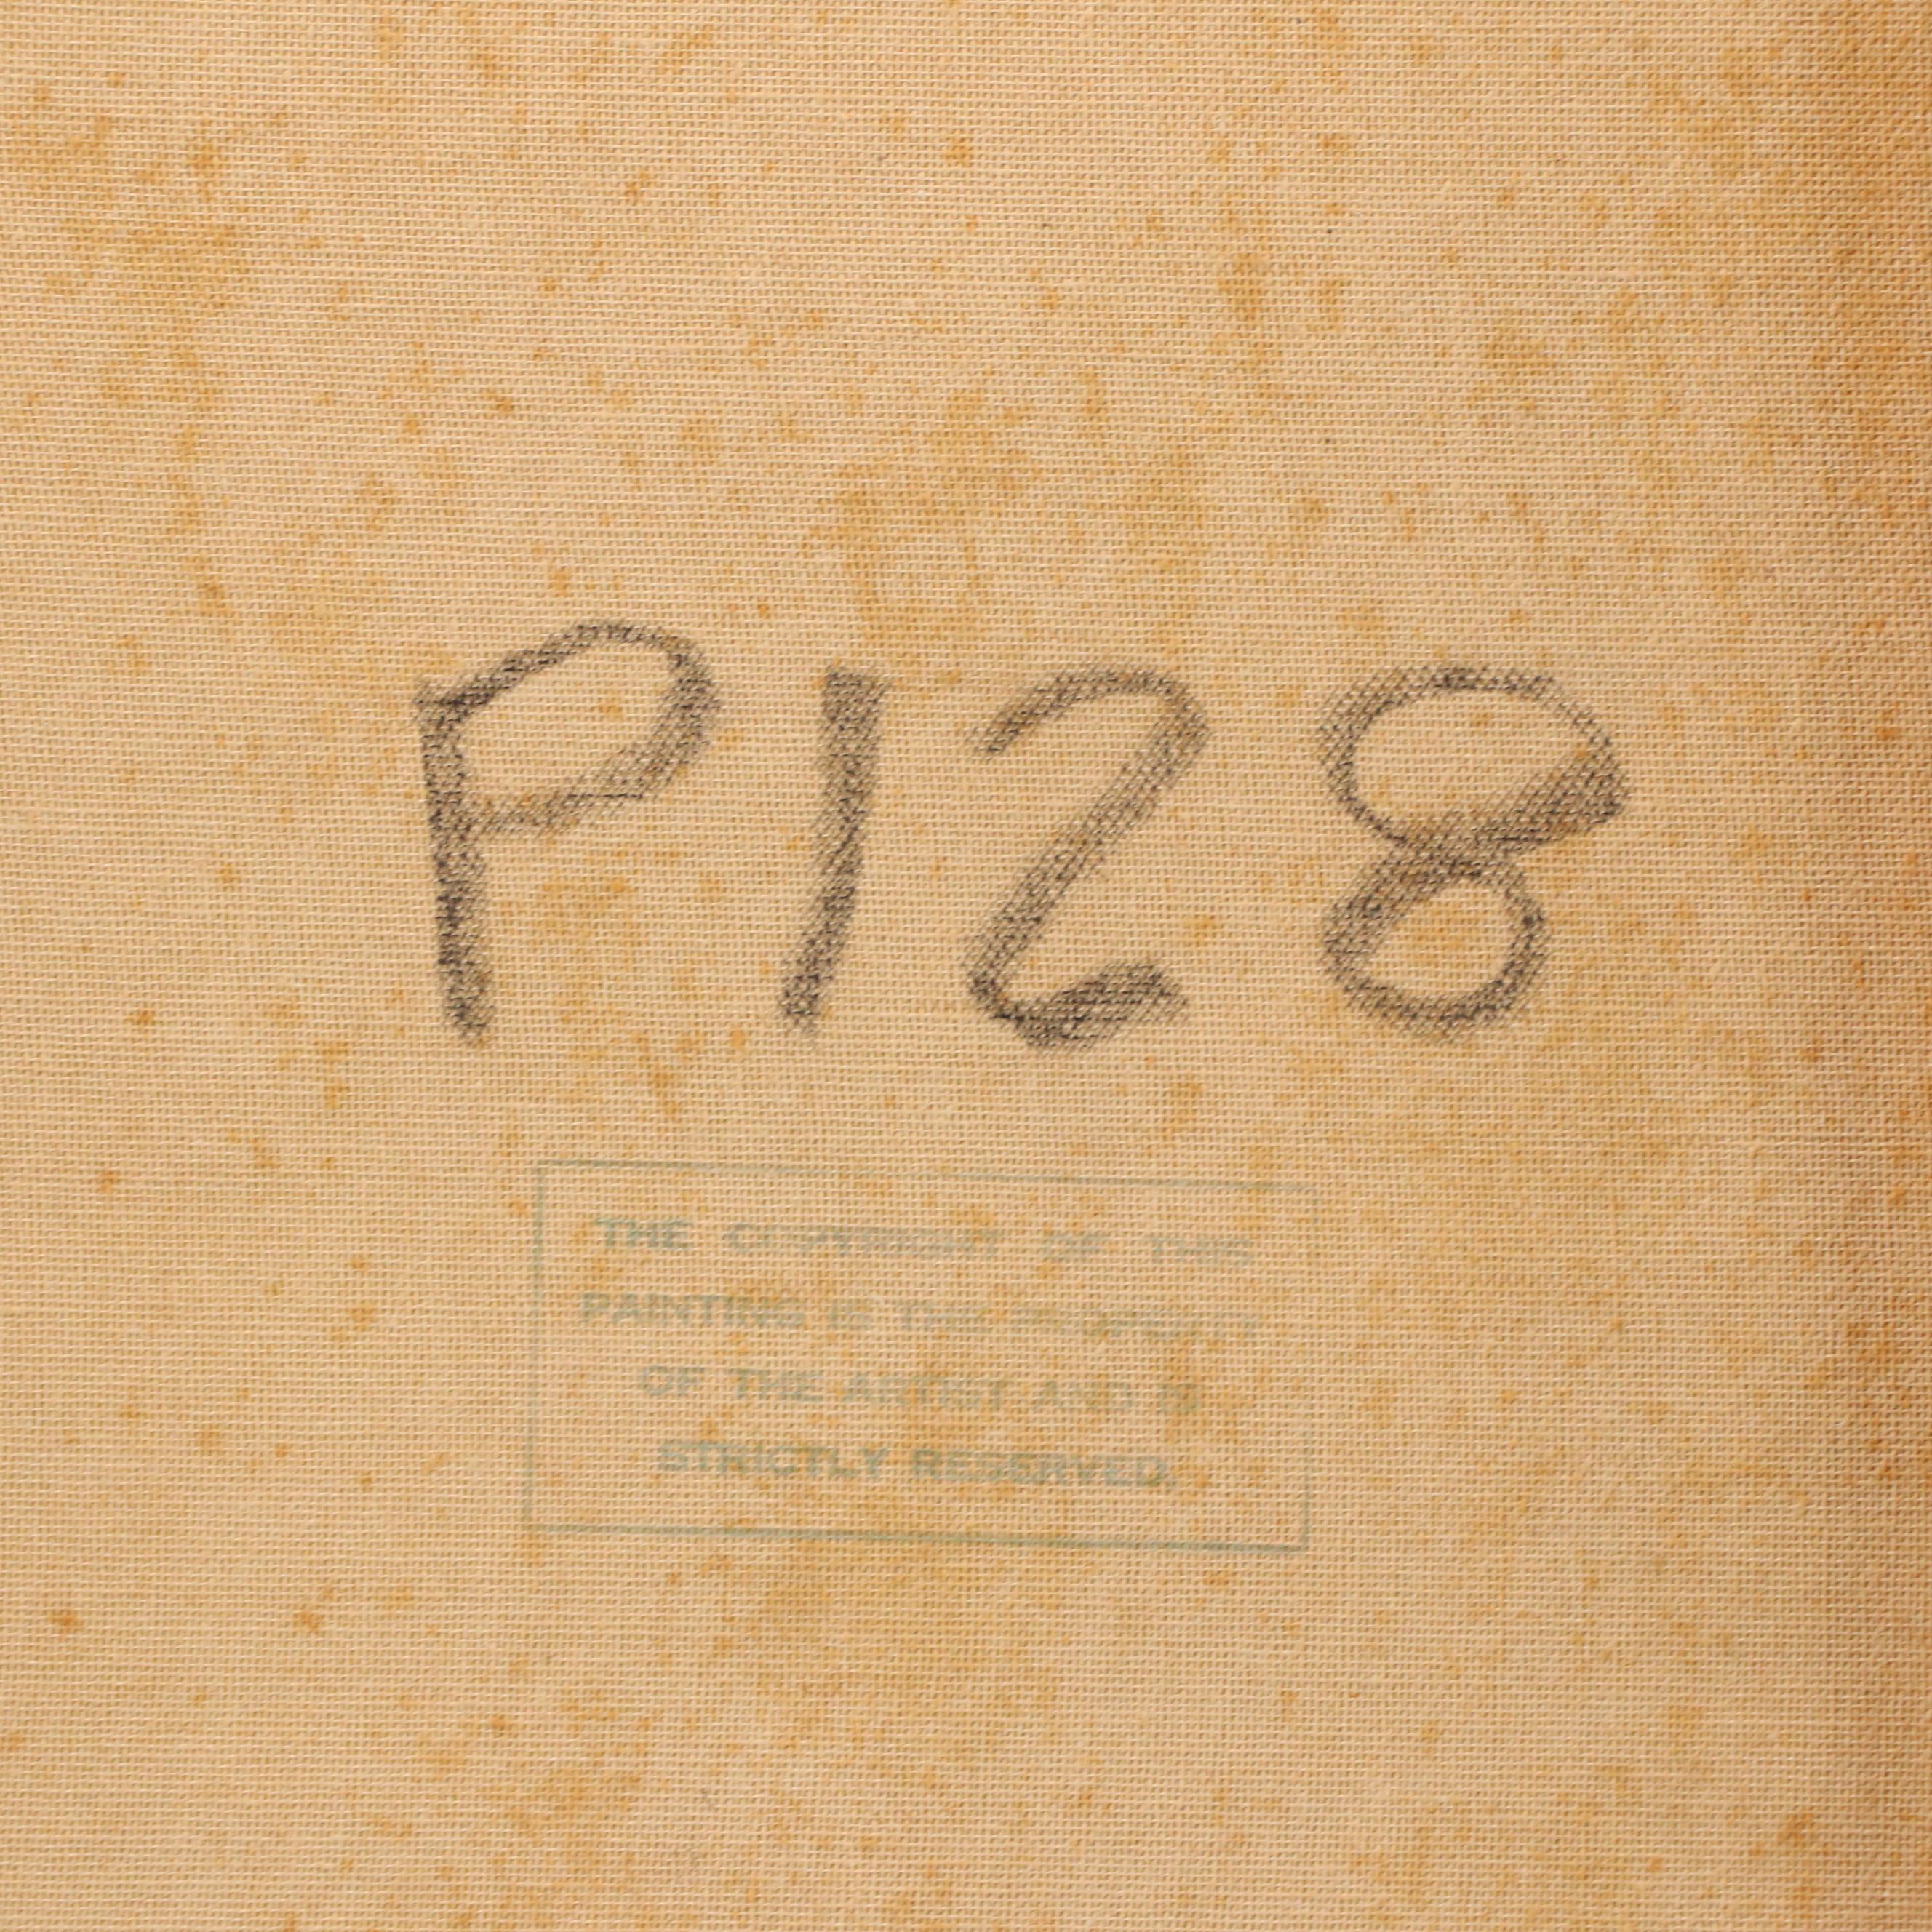 P128
THE COPYRIGHT OF THIS
PAINTING IS THE PROPERTY
OF THE ARTIST AND IS
STRICTLY RESERVED.